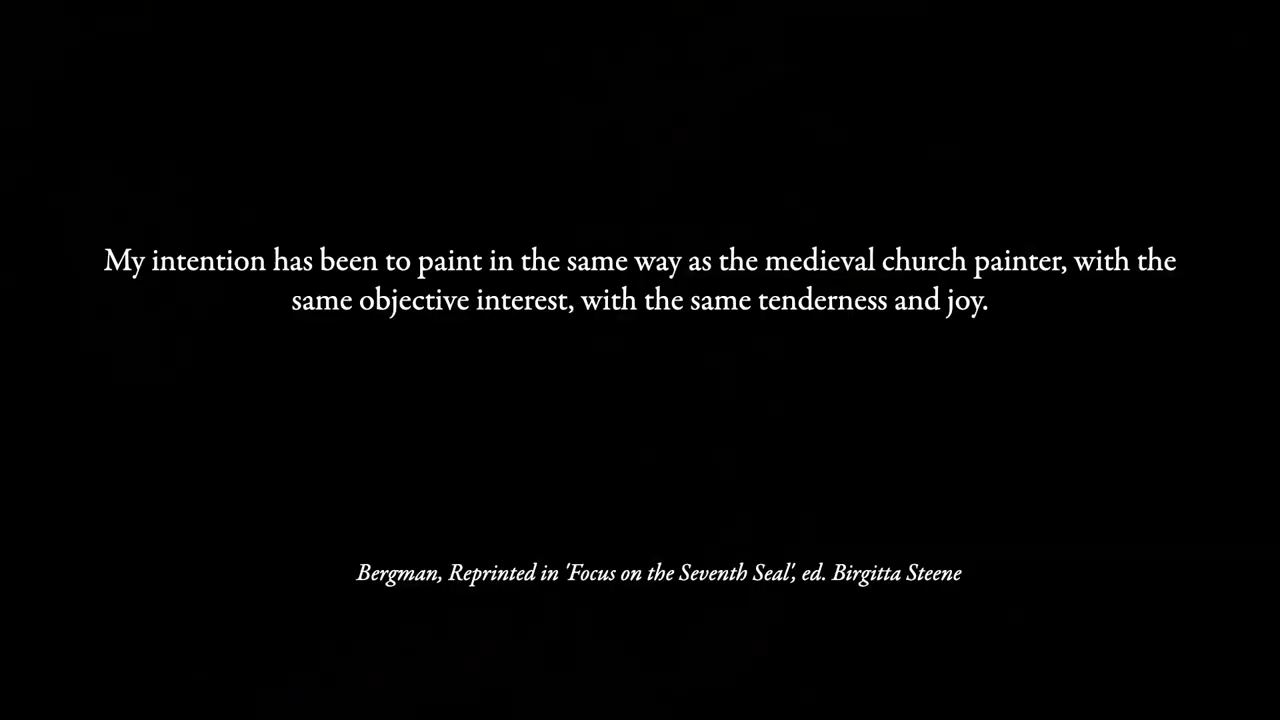 My intention has been to paint in the same way as the medieval church painter, with the
same objective interest, with the same tenderness and joy.
Bergman, Reprinted in 'Focus on the Seventh Seal', ed. Birgitta Steene